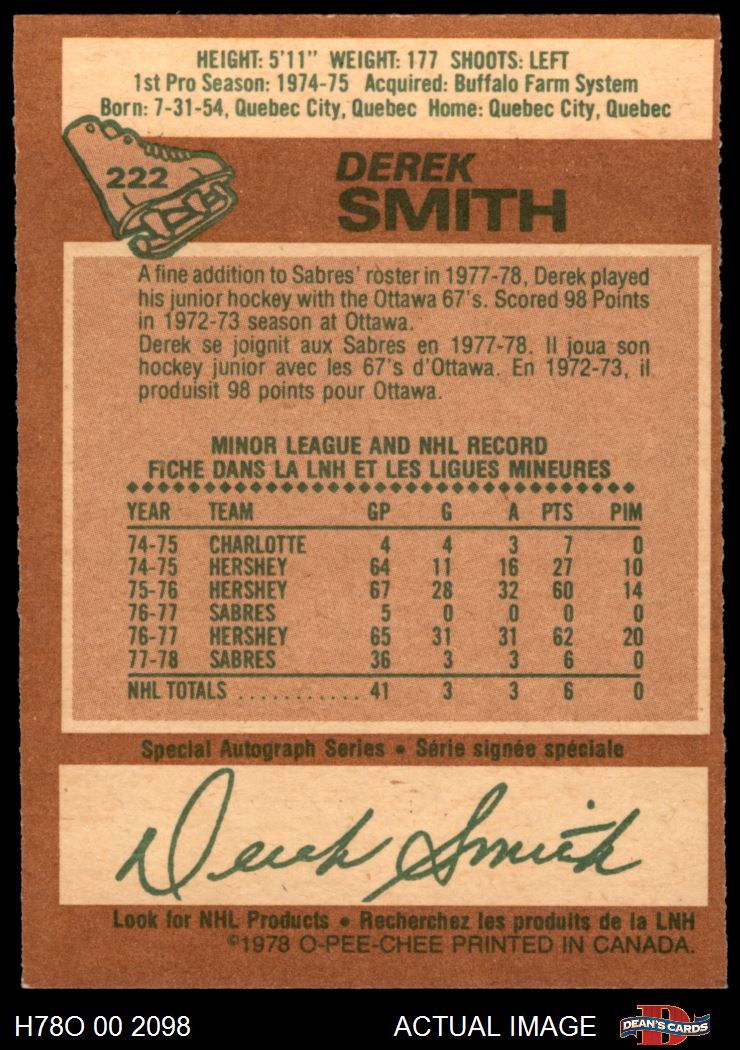 HEIGHT: 5'11" WEIGHT: 177 SHOOTS: LEFT
1st Pro Season: 1974-75 Acquired: Buffalo Farm System
Born: 7-31-54, Quebec City, Quebec Home: Quebec City, Quebec
222
DEREK
SMITH
A fine addition to Sabres' roster in 1977-78, Derek played
his junior hockey with the Ottawa 67's. Scored 98 Points
in 1972-73 season at Ottawa.
Derek se joignit aux Sabres en 1977-78. Il joua son
hockey junior avec les 67's d'Ottawa. En 1972-73, il
produisit 98 points pour Ottawa.
MINOR LEAGUE AND NHL RECORD
FICHE DANS LA LNH ET LES LIGUES MINEURES
YEAR TEAM GP G A PTS PIM
74-75 CHARLOTTE 4 4 3 7 0
74-75 HERSHEY 64 11 16 27 10
75-76 HERSHEY 67 28 32 60 14
76-77 SABRES 5 0 0 0 0
76-77 HERSHEY 65 31 31 62 20
77-78 SABRES 36 3 3 6 0
NHL TOTALS ........... 41 3 3 6 0
Special Autograph Series • Série signée spéciale
Derek Smith
Look for NHL Products • Recherchez les produits de la LNH
©1978 O-PEE-CHEE PRINTED IN CANADA.
H78O 00 2098 ACTUAL IMAGE D DEAN'S CARDS